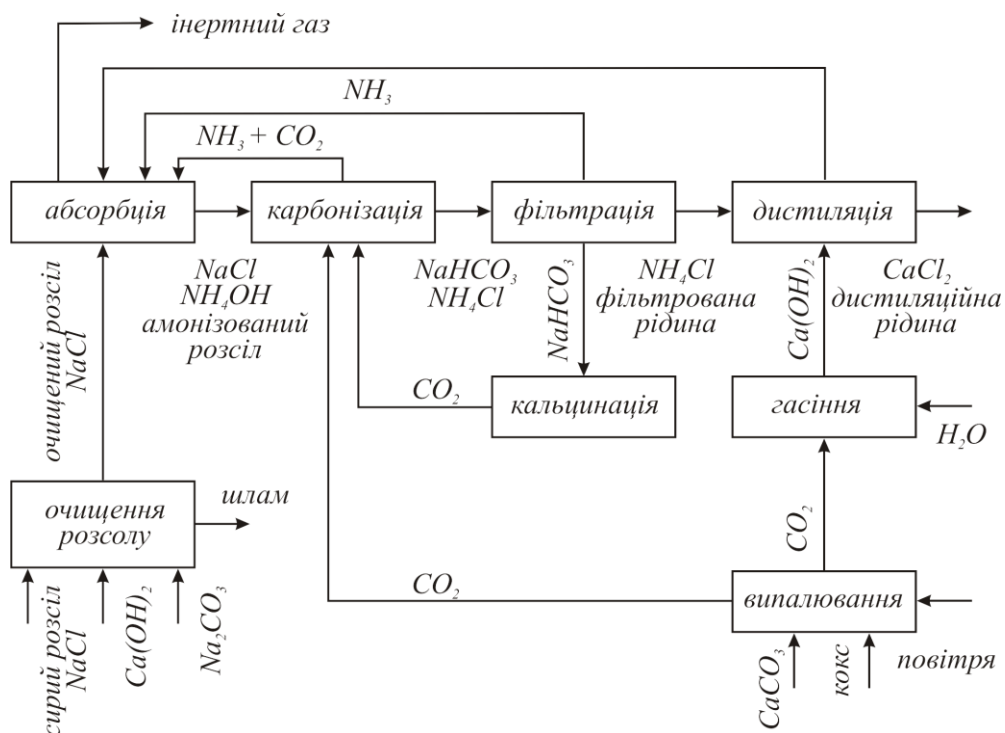 інертний газ
NH₃
NH₃ + CO₂
абсорбція
карбонізація
фільтрація
дистиляція
NaCl
NH₄OH
амонізований
розсіл
NaHCO₃
NH₄Cl
NaHCO₃
NH₄Cl
фільтрована
рідина
Ca(OH)₂
CaCl₂
дистиляційна
рідина
очищений розсіл
NaCl
CO₂
кальцинація
гасіння
H₂O
очищення
розсолу
шлам
CO₂
CO₂
випалювання
сирий розсіл
NaCl
Ca(OH)₂
Na₂CO₃
CaCO₃
кокс
повітря